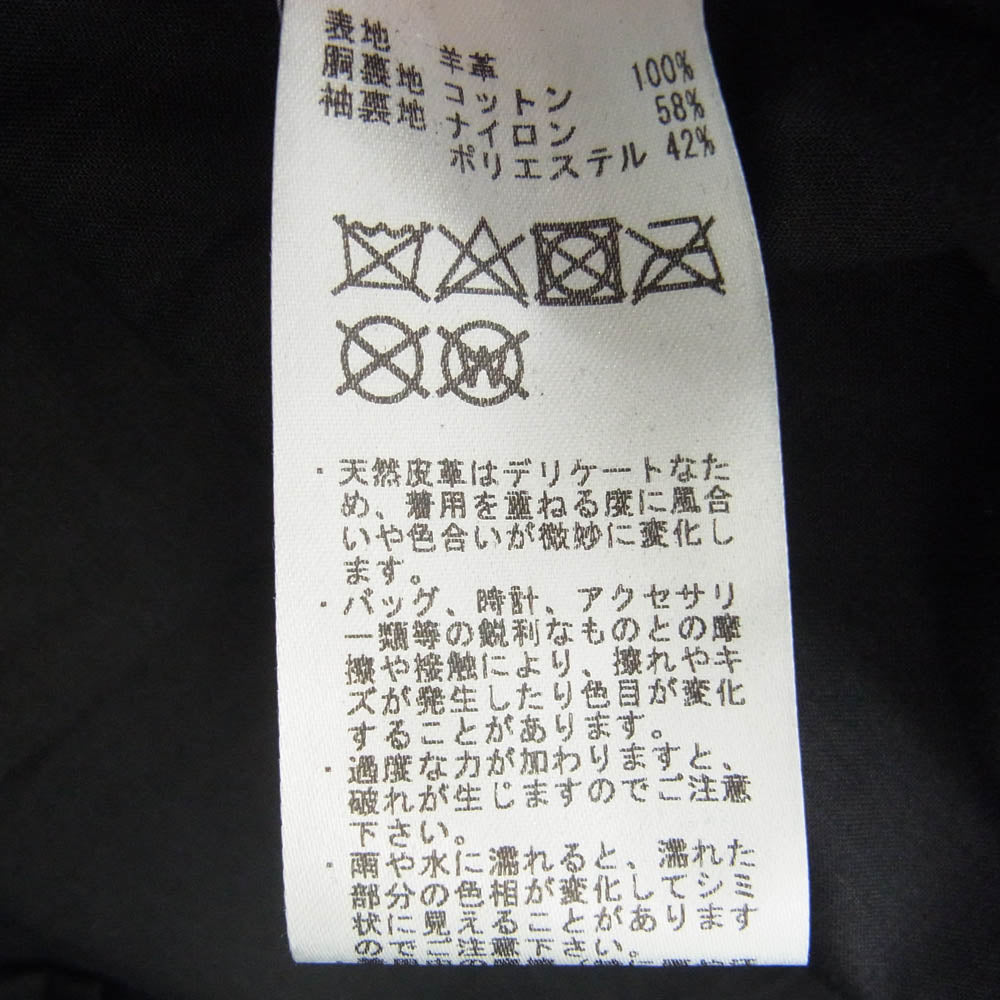 表地 羊革 100%
胴裏地 コットン 58%
袖裏地 ナイロン 42%
ポリエステル
W
・天然皮革はデリケートなた
め、着用を重ねる度に風合
いや色合いが微妙に変化し
ます。
・バッグ、時計、アクセサリ
ー類等の鋭利なものとの摩
擦や接触により、擦れやキ
ズが発生したり色目が変化
することがあります。
・過度な力が加わりますと、
破れが生じますのでご注意
下さい。
・雨や水に濡れると、濡れた
部分の色相が変化してシミ
状に見えることがあります
のでご注意下さい。